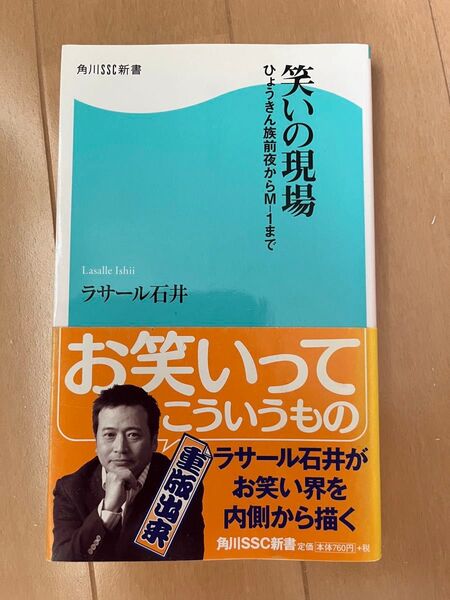 角川SSC新書
笑いの現場
ひょうきん族前夜からM-1まで
Lasalle Ishii
ラサール石井
お笑いって
こういうもの
重版出来
ラサール石井が
お笑い界を
内側から描く
角川SSC新書 定価 本体760円 +税